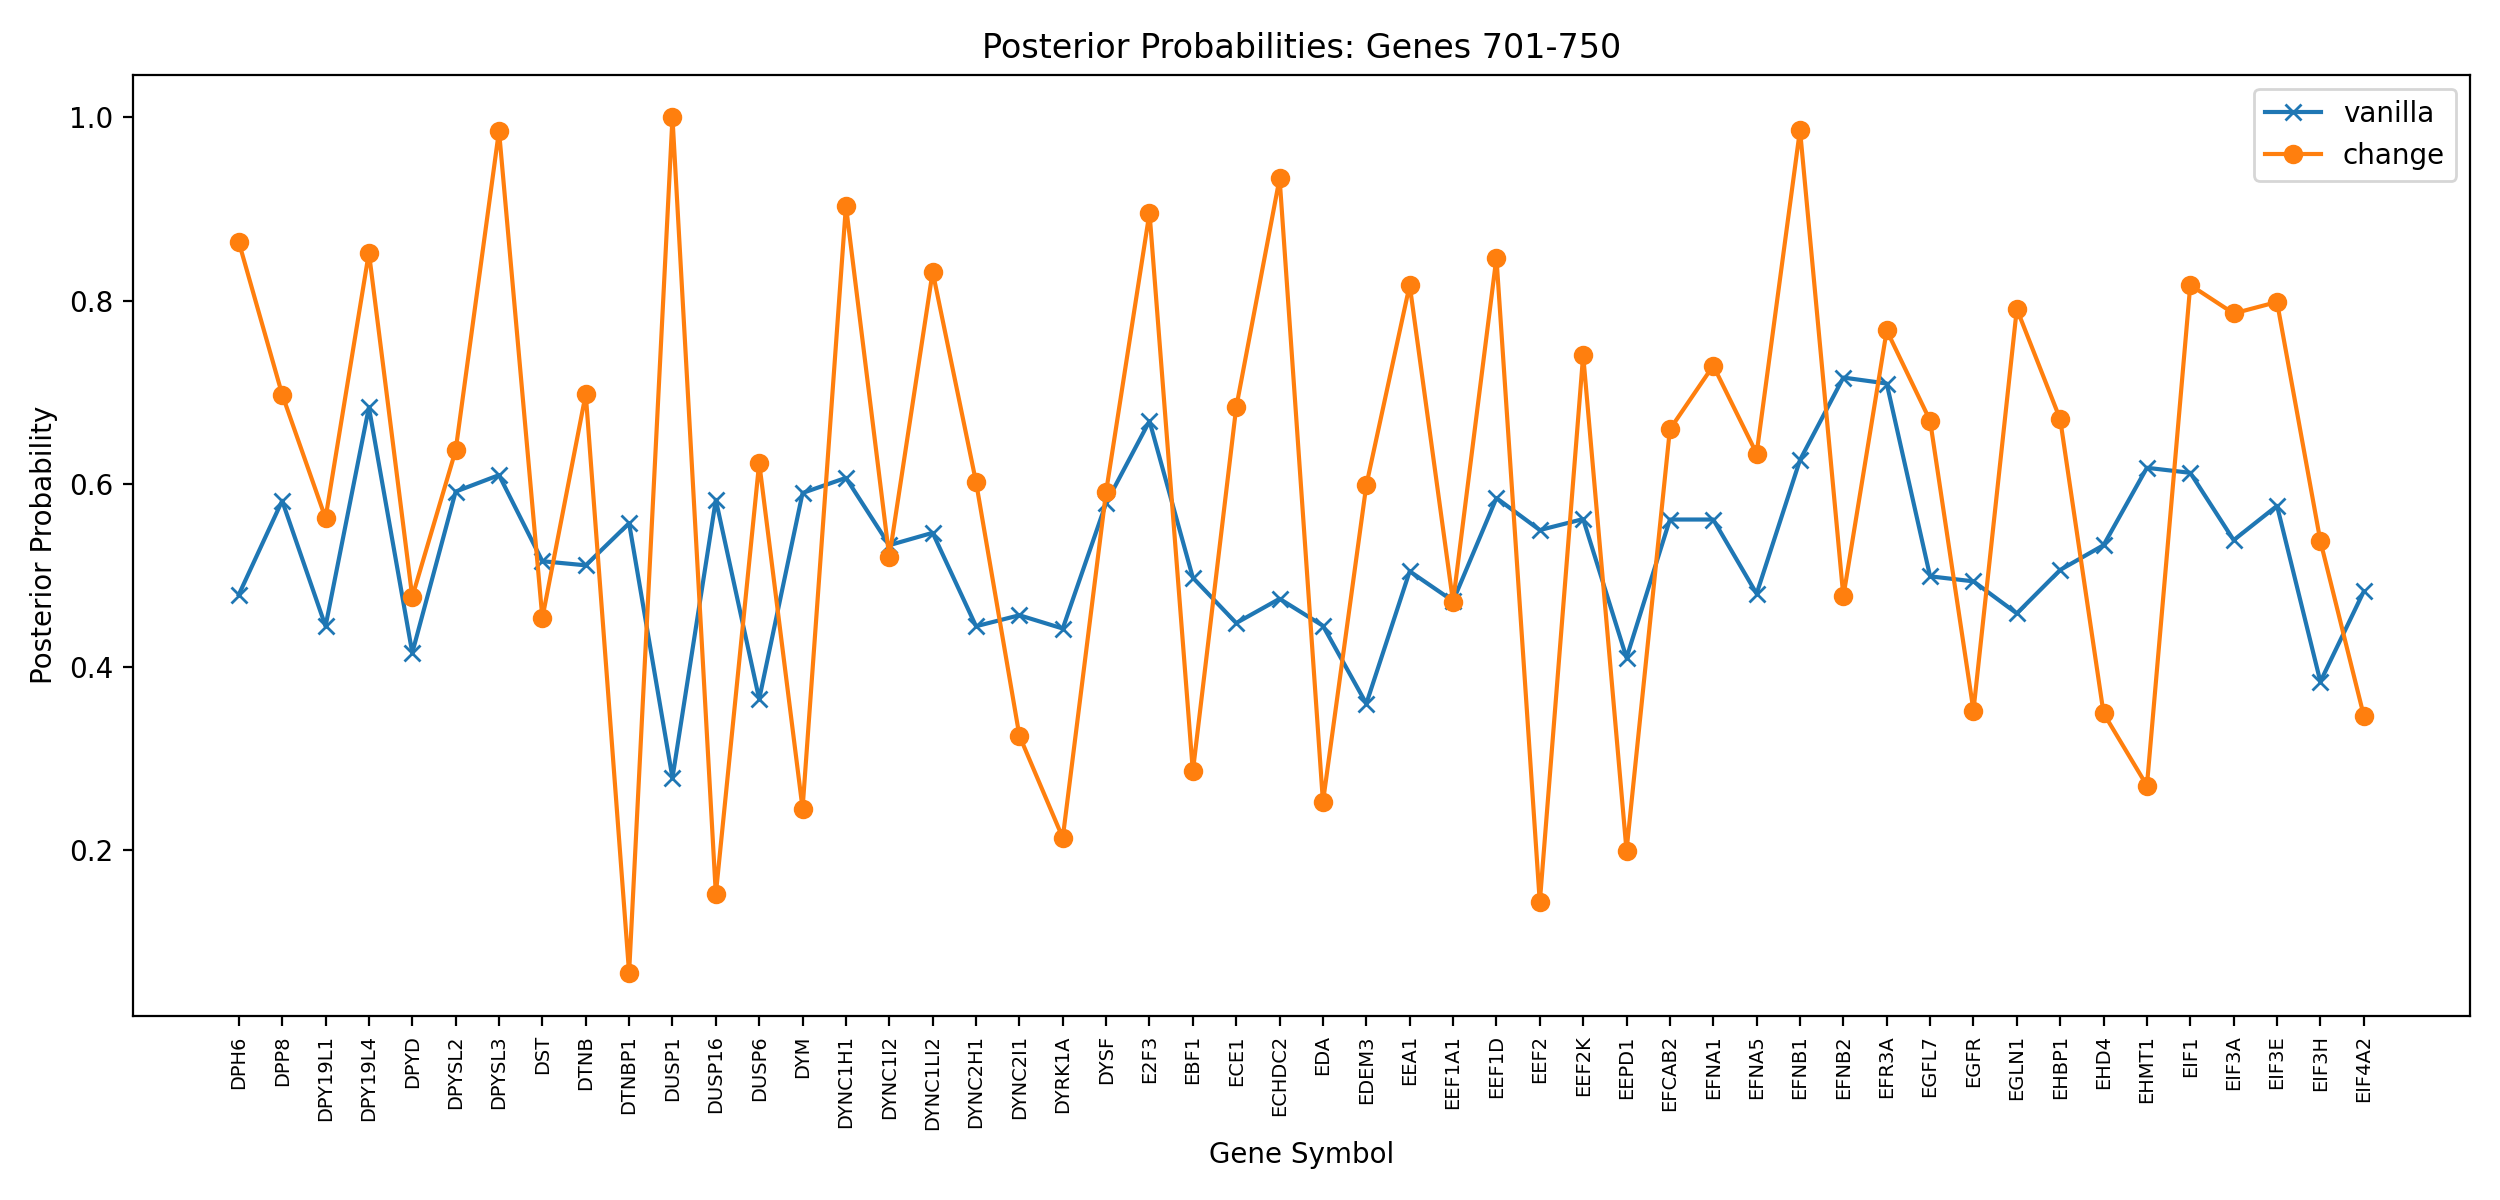 Posterior Probabilities: Genes 701-750
vanilla
change
Posterior Probability
1.0
0.8
0.6
0.4
0.2
DPH6
DPP8
DPY19L1
DPY19L4
DPYD
DPYSL2
DPYSL3
DST
DTNB
DTNBP1
DUSP1
DUSP16
DUSP6
DYM
DYNC1H1
DYNC1I2
DYNC1LI2
DYNC2H1
DYNC2I1
DYRK1A
DYSF
E2F3
EBF1
ECE1
ECHDC2
EDA
EDEM3
EEA1
EEF1A1
EEF1D
EEF2
EEF2K
EEPD1
EFCAB2
EFNA1
EFNA5
EFNB1
EFNB2
EFR3A
EGFL7
EGFR
EGLN1
EHBP1
EHD4
EHMT1
EIF1
EIF3A
EIF3E
EIF3H
EIF4A2
Gene Symbol